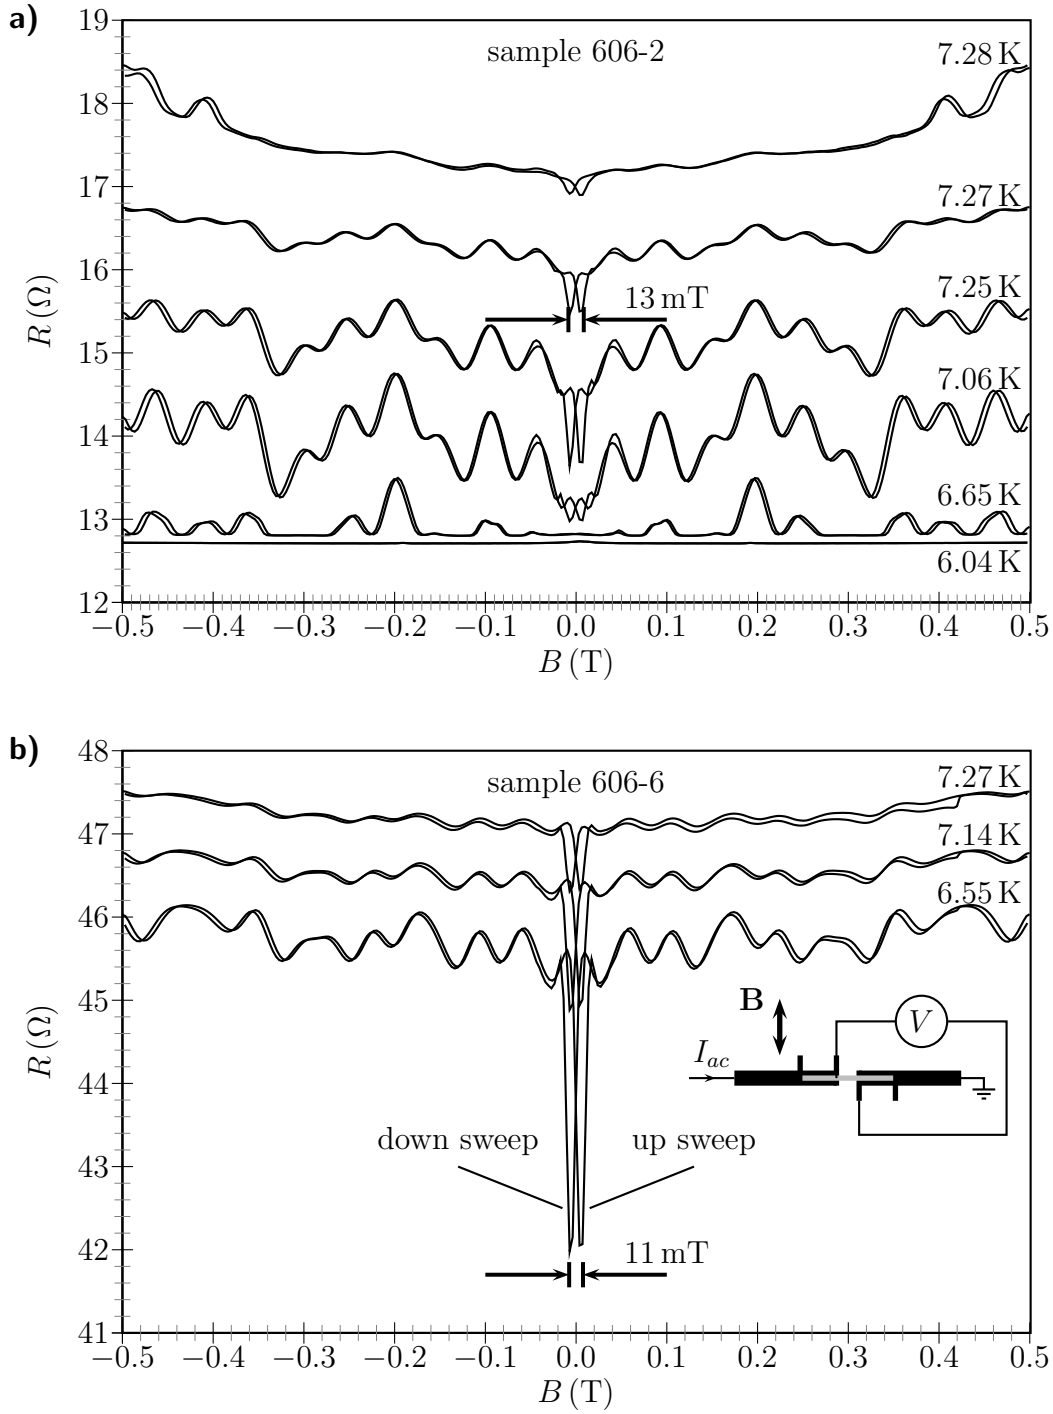 a)
19
18
17
16
15
14
13
12
R (Ω)
sample 606-2
7.28 K
7.27 K
13 mT
7.25 K
7.06 K
6.65 K
6.04 K
−0.5 −0.4 −0.3 −0.2 −0.1 0.0 0.1 0.2 0.3 0.4 0.5
B (T)
b)
48
47
46
45
44
43
42
41
R (Ω)
sample 606-6
7.27 K
7.14 K
6.55 K
B
V
I_ac
down sweep
up sweep
11 mT
−0.5 −0.4 −0.3 −0.2 −0.1 0.0 0.1 0.2 0.3 0.4 0.5
B (T)